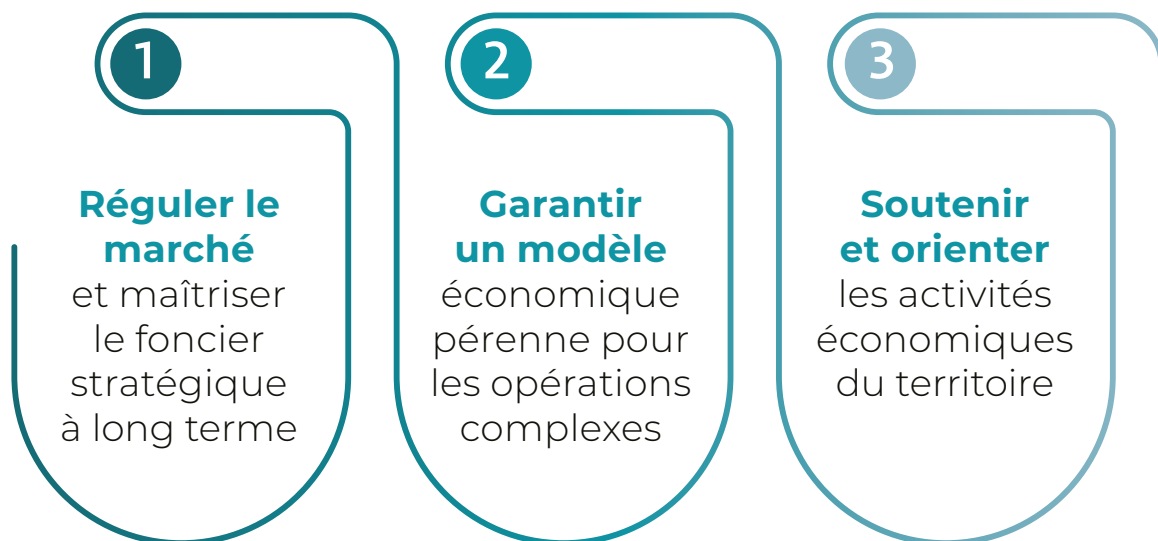 1
Réguler le
marché
et maîtriser
le foncier
stratégique
à long terme
2
Garantir
un modèle
économique
pérenne pour
les opérations
complexes
3
Soutenir
et orienter
les activités
économiques
du territoire